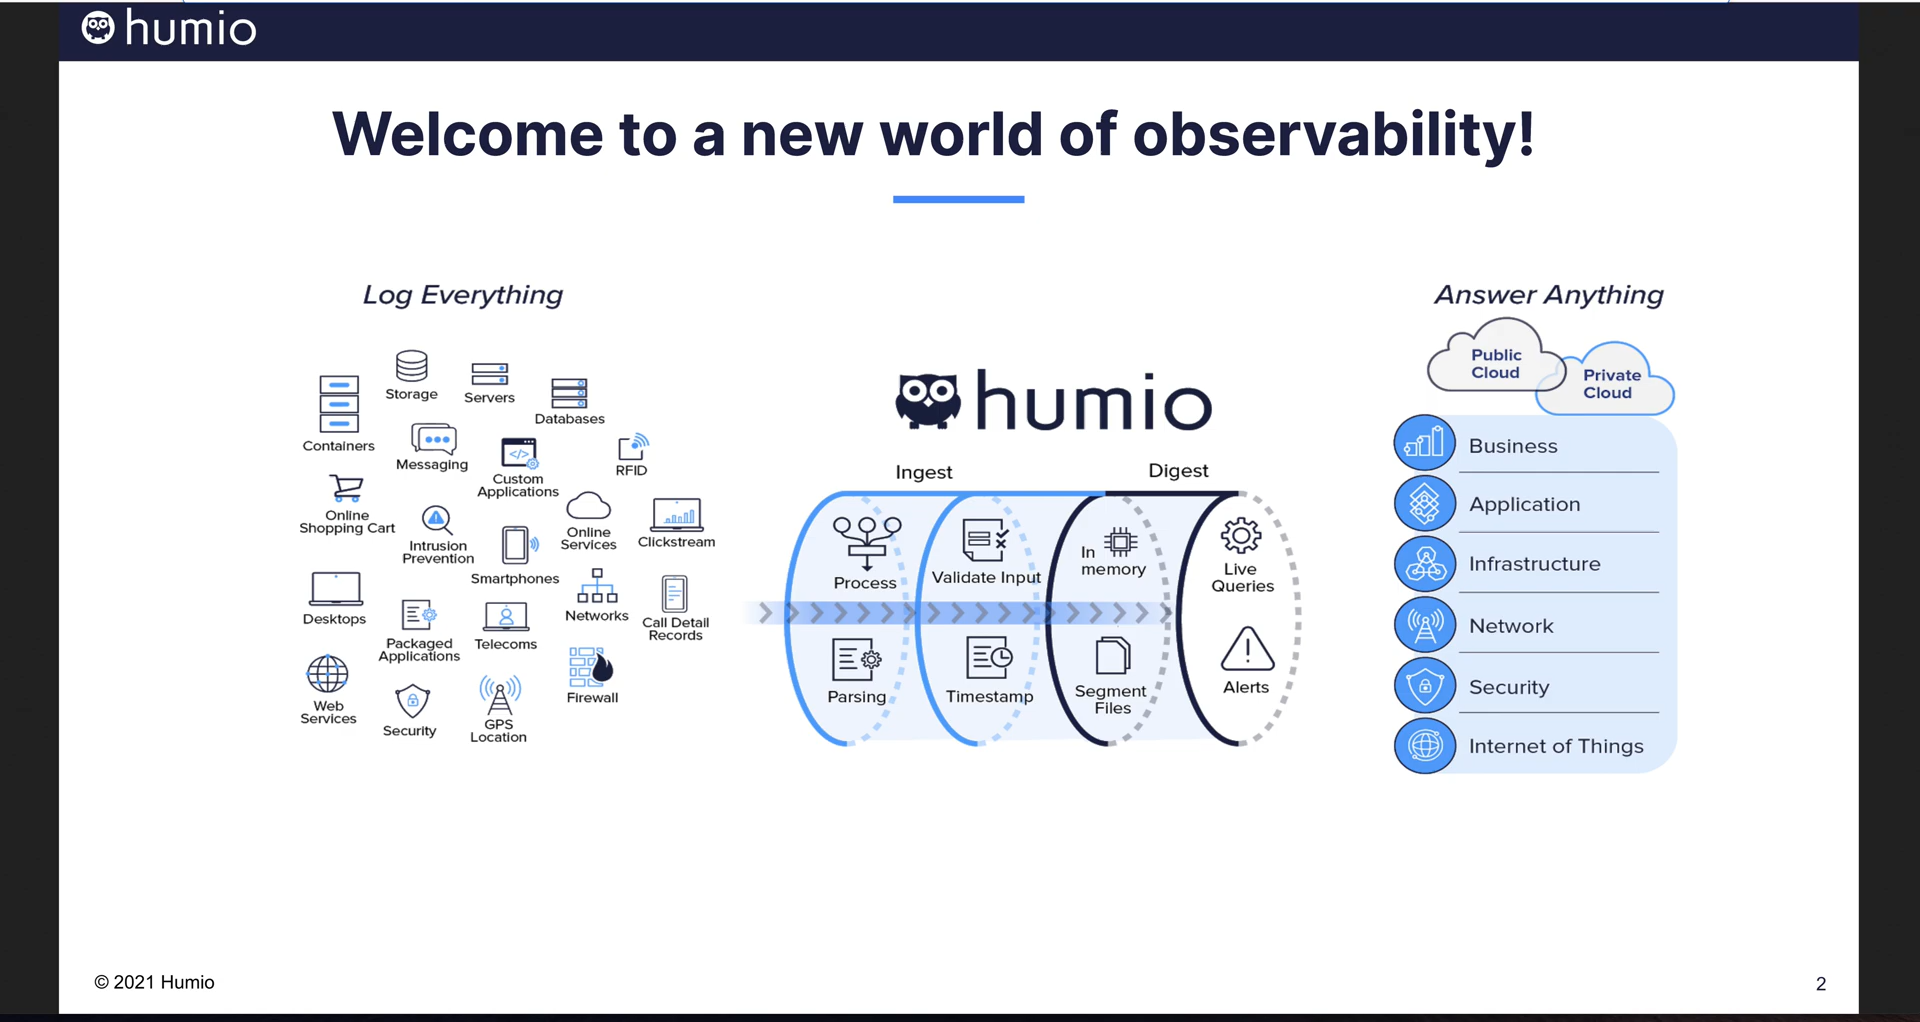 humio
Welcome to a new world of observability!
Log Everything
Storage
Servers
Databases
Containers
Messaging
Custom
Applications
RFID
Online
Shopping Cart
Intrusion
Prevention
Smartphones
Online
Services
Clickstream
Desktops
Packaged
Applications
Telecoms
Networks
Call Detail
Records
Web
Services
Security
GPS
Location
Firewall
humio
Ingest
Digest
Process
Validate Input
In
memory
Live
Queries
Parsing
Timestamp
Segment
Files
Alerts
Answer Anything
Public
Cloud
Private
Cloud
Business
Application
Infrastructure
Network
Security
Internet of Things
© 2021 Humio
2